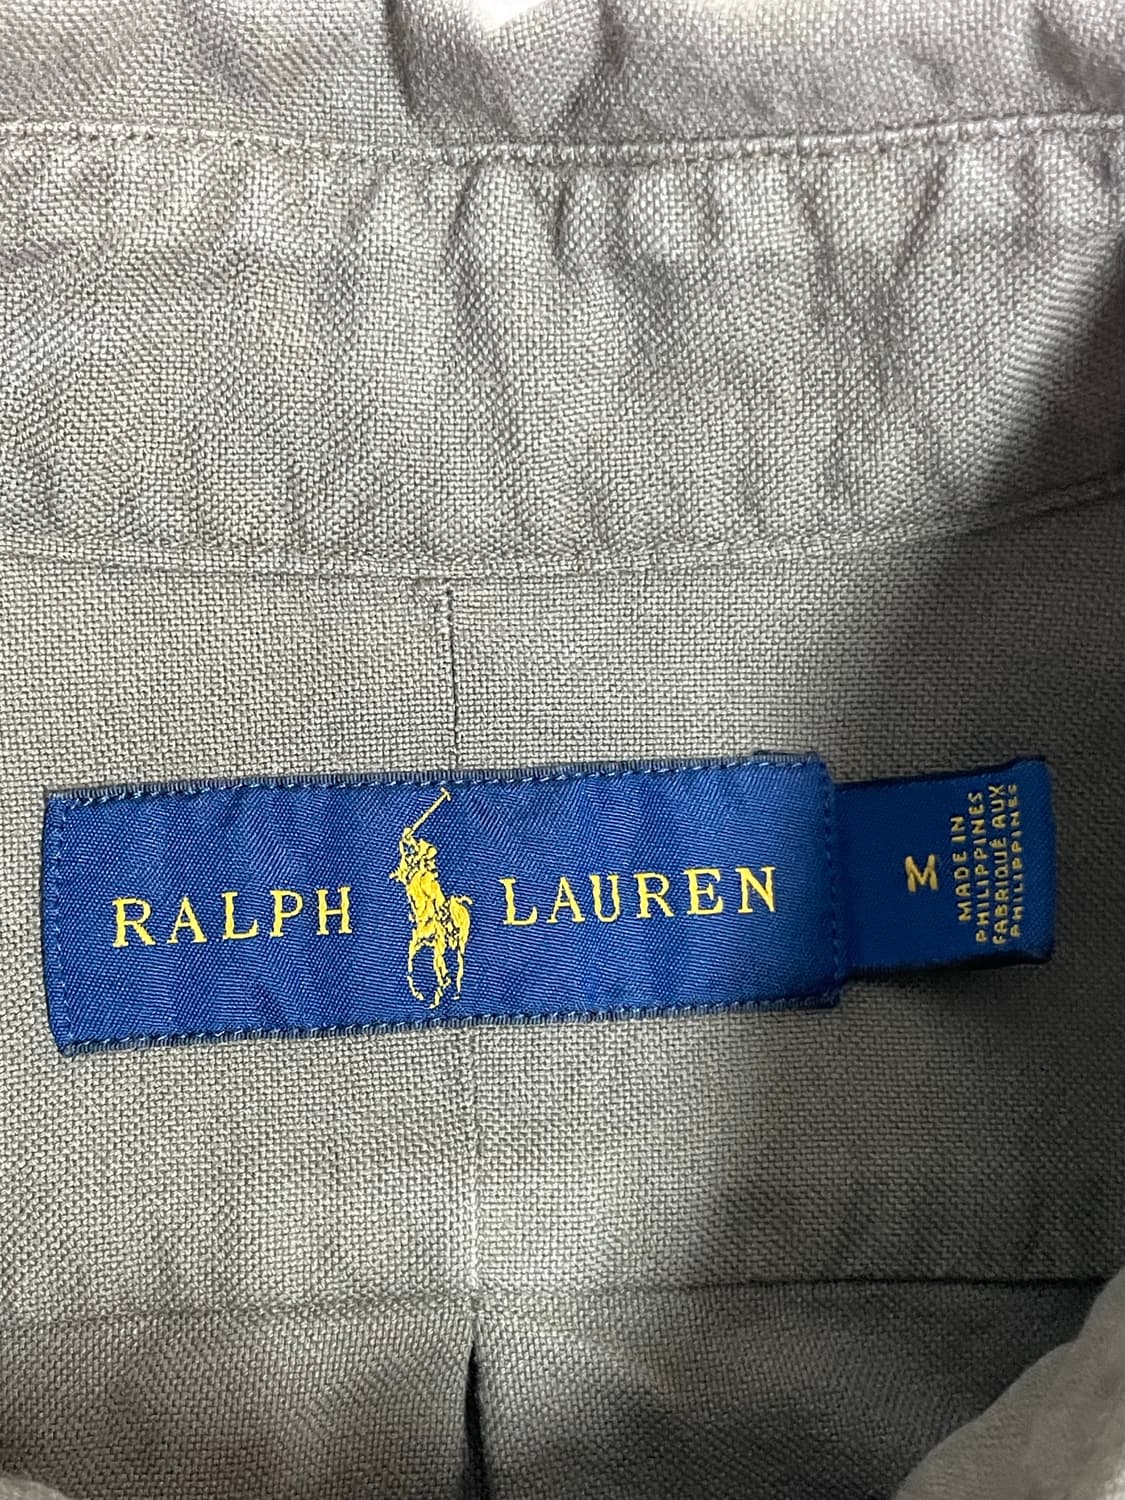 RALPH LAUREN
M
MADE IN
PHILIPPINES
FABRIQUÉ AUX
PHILIPPINES